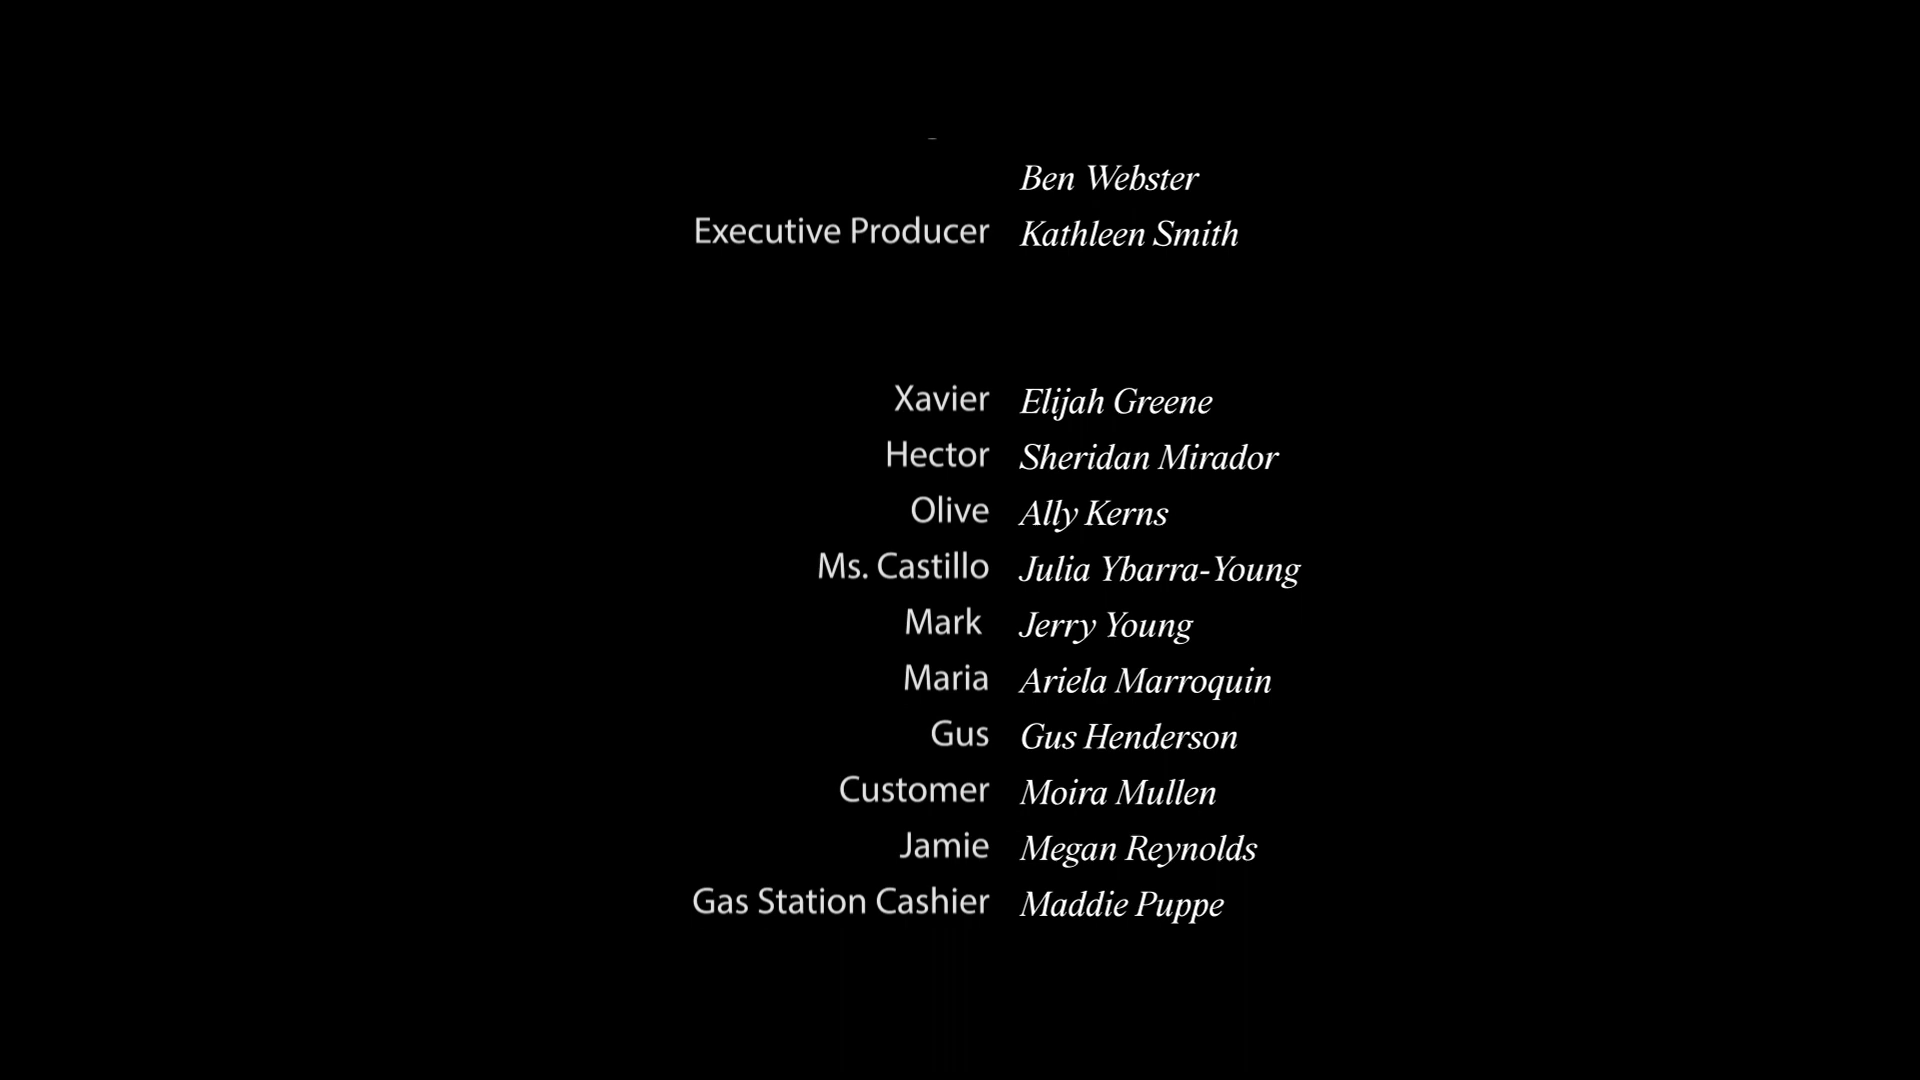 Ben Webster
Executive Producer Kathleen Smith
Xavier Elijah Greene
Hector Sheridan Mirador
Olive Ally Kerns
Ms. Castillo Julia Ybarra-Young
Mark Jerry Young
Maria Ariela Marroquin
Gus Gus Henderson
Customer Moira Mullen
Jamie Megan Reynolds
Gas Station Cashier Maddie Puppe